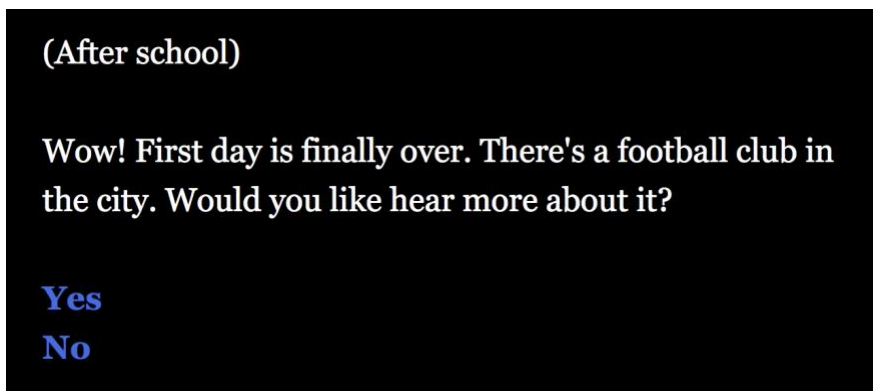 (After school)
Wow! First day is finally over. There's a football club in
the city. Would you like hear more about it?
Yes
No